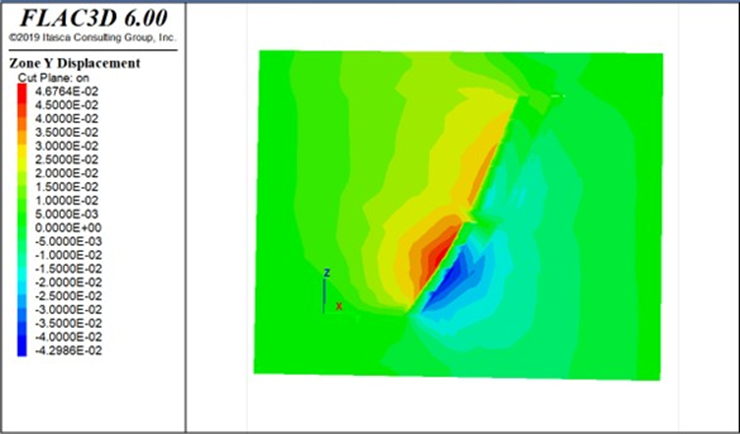 FLAC3D 6.00
©2019 Itasca Consulting Group, Inc.
Zone Y Displacement
Cut Plane: on
4.6764E-02
4.5000E-02
4.0000E-02
3.5000E-02
3.0000E-02
2.5000E-02
2.0000E-02
1.5000E-02
1.0000E-02
5.0000E-03
0.0000E+00
-5.0000E-03
-1.0000E-02
-1.5000E-02
-2.0000E-02
-2.5000E-02
-3.0000E-02
-3.5000E-02
-4.0000E-02
-4.2986E-02
Z
X